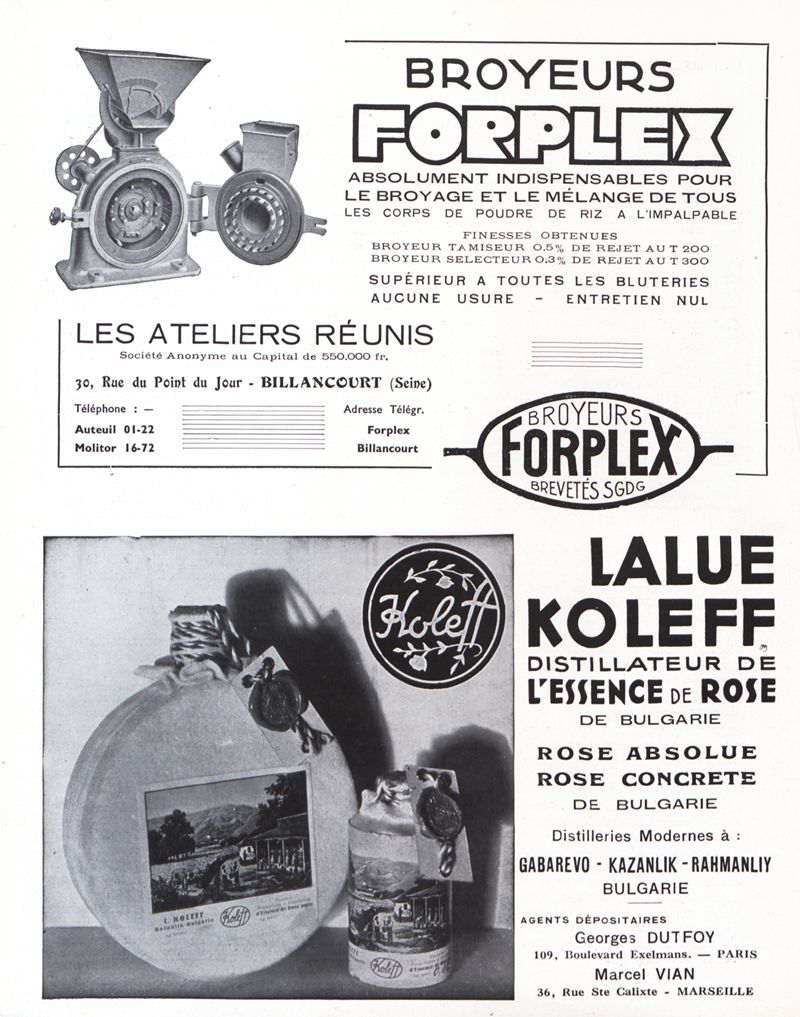 BROYEURS
FORPLEX
ABSOLUMENT INDISPENSABLES POUR
LE BROYAGE ET LE MÉLANGE DE TOUS
LES CORPS DE POUDRE DE RIZ A L'IMPALPABLE
FINESSES OBTENUES
BROYEUR TAMISEUR 0.5% DE REJET AU T 200
BROYEUR SELECTEUR 0,3% DE REJET AU T 300
SUPÉRIEUR A TOUTES LES BLUTERIES
AUCUNE USURE - ENTRETIEN NUL
LES ATELIERS RÉUNIS
Société Anonyme au Capital de 550.000 fr.
30, Rue du Point du Jour - BILLANCOURT (Seine)
Téléphone : —
Auteuil 01-22
Molitor 16-72
Adresse Télégr.
Forplex
Billancourt
BROYEURS
FORPLEX
BREVETÉS SGDG
Koleff
L. KOLEFF
Kazanlik-Bulgarie
Koleff
Koleff
LALUE
KOLEFF
DISTILLATEUR DE
L'ESSENCE DE ROSE
DE BULGARIE
ROSE ABSOLUE
ROSE CONCRETE
DE BULGARIE
Distilleries Modernes à :
GABAREVO - KAZANLIK - RAHMANLIY
BULGARIE
AGENTS DÉPOSITAIRES
Georges DUTFOY
109, Boulevard Exelmans. — PARIS
Marcel VIAN
36, Rue Ste Calixte - MARSEILLE